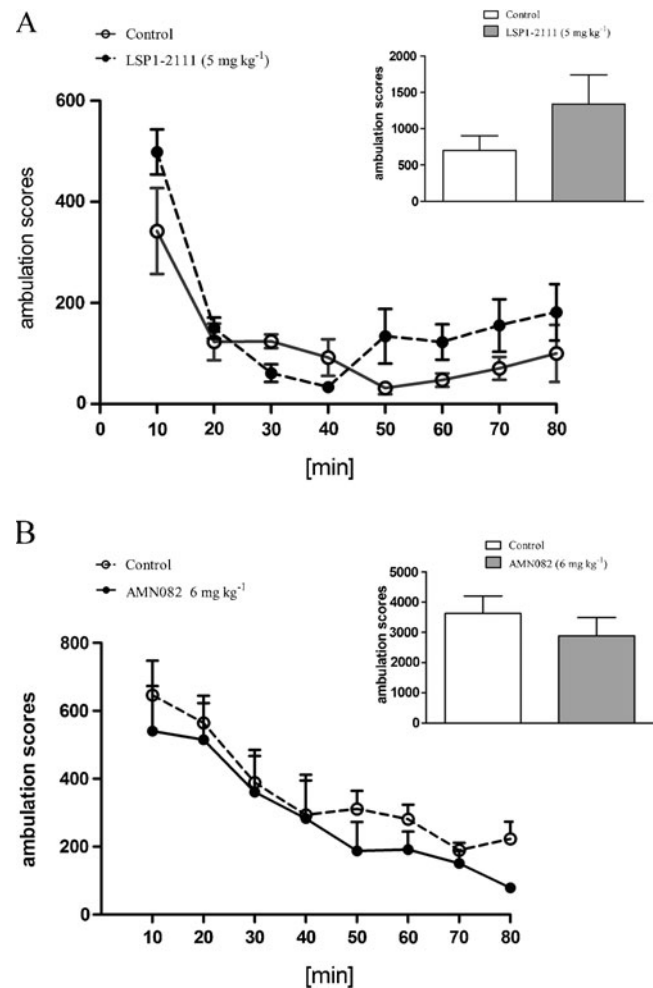 A
Control
LSP1-2111 (5 mg kg-1)
Control
LSP1-2111 (5 mg kg-1)
2000
1500
1000
500
0
ambulation scores
600
400
200
0
ambulation scores
0 10 20 30 40 50 60 70 80
[min]
B
Control
AMN082 6 mg kg-1
Control
AMN082 (6 mg kg-1)
5000
4000
3000
2000
1000
0
ambulation scores
800
600
400
200
0
ambulation scores
10 20 30 40 50 60 70 80
[min]